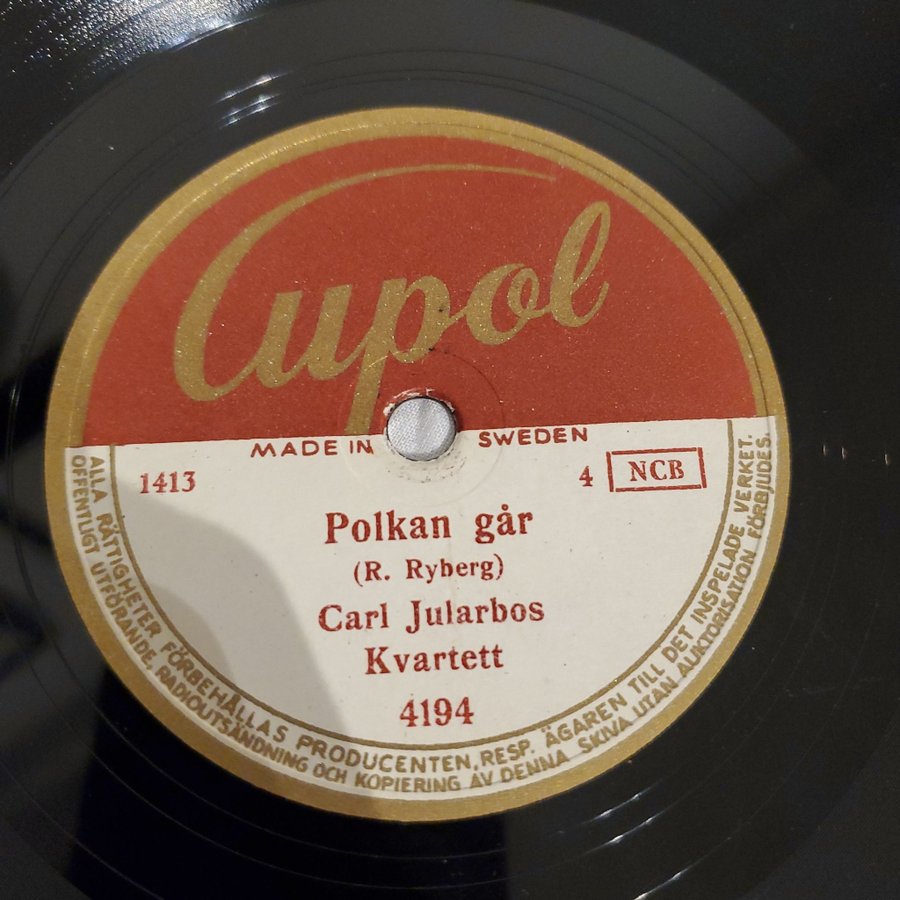 Cupol
MADE IN SWEDEN
1413
4 NCB
Polkan går
(R. Ryberg)
Carl Jularbos
Kvartett
4194
ALLA RÄTTIGHETER FÖRBEHÅLLAS PRODUCENTEN, RESP. ÄGAREN TILL DET INSPELADE VERKET.
OFFENTLIGT UTFÖRANDE, RADIOUTSÄNDNING OCH KOPIERING AV DENNA SKIVA UTAN AUKTORISATION FÖRBJUDES.